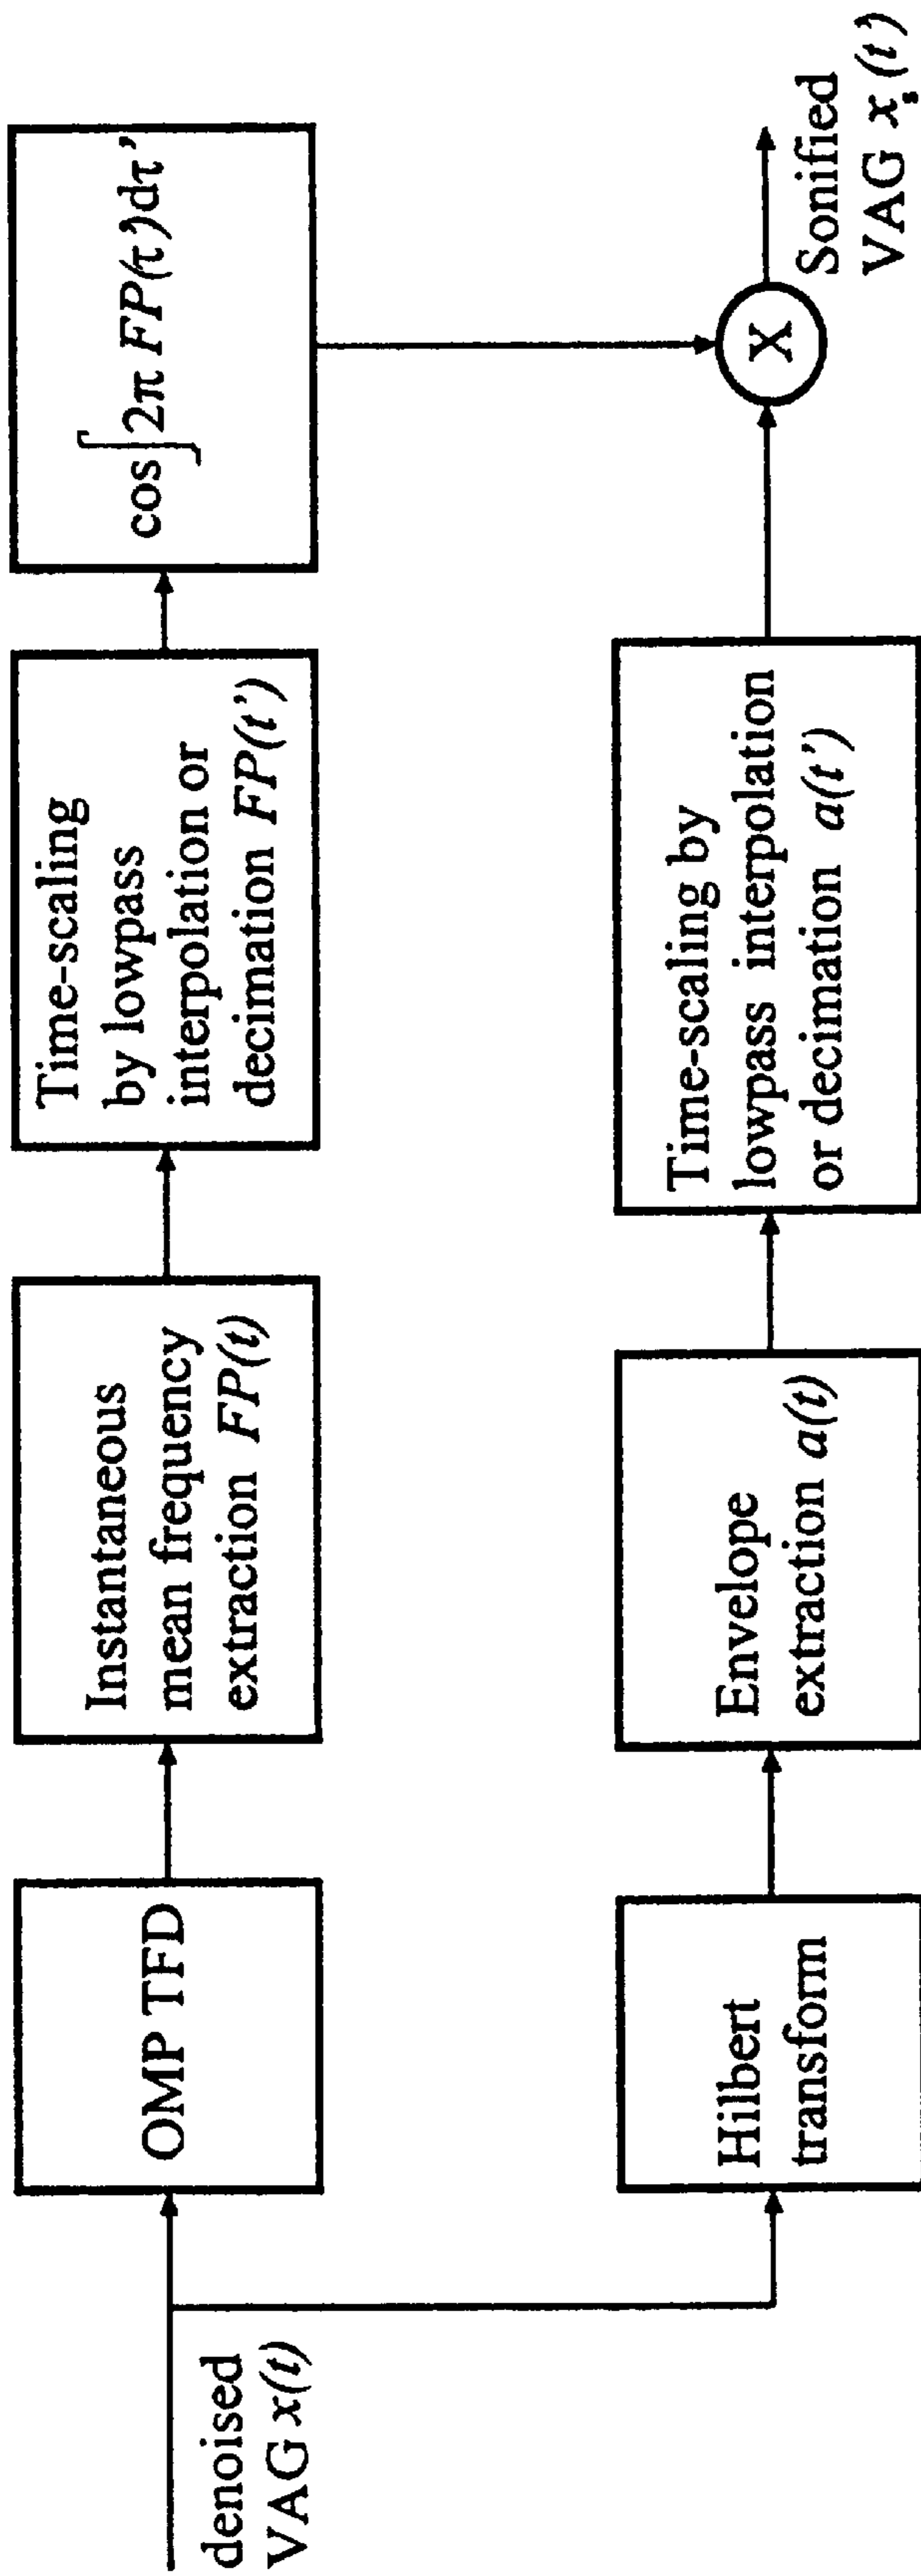 denoised
VAG x(t)
OMP TFD
Instantaneous
mean frequency
extraction FP(t)
Time-scaling
by lowpass
interpolation or
decimation FP(t')
cos∫2π FP(τ')dτ'
Hilbert
transform
Envelope
extraction a(t)
Time-scaling by
lowpass interpolation
or decimation a(t')
X
Sonified
VAG xₛ(t')